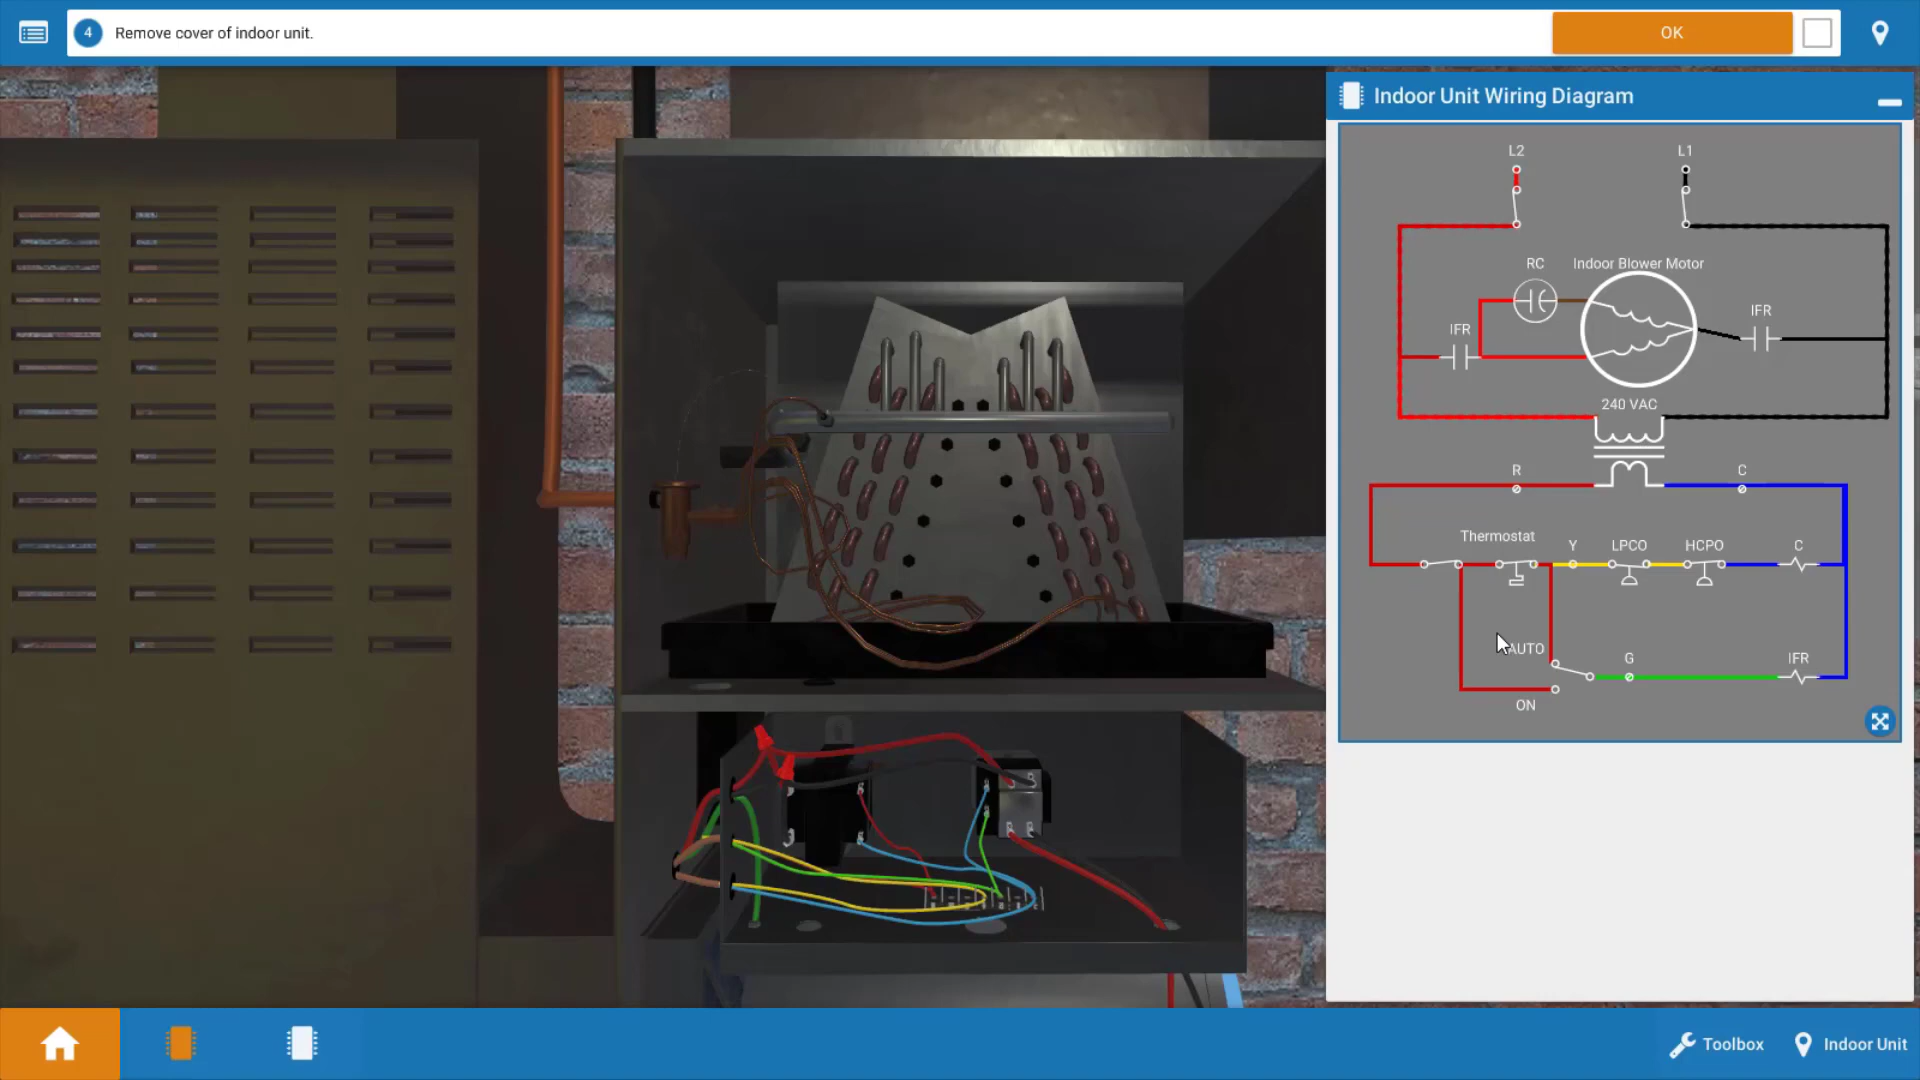 4 Remove cover of indoor unit.
OK
Indoor Unit Wiring Diagram
L2 L1
RC Indoor Blower Motor
IFR
IFR
240 VAC
R C
Thermostat Y LPCO HCPO C
AUTO G IFR
ON
Toolbox Indoor Unit